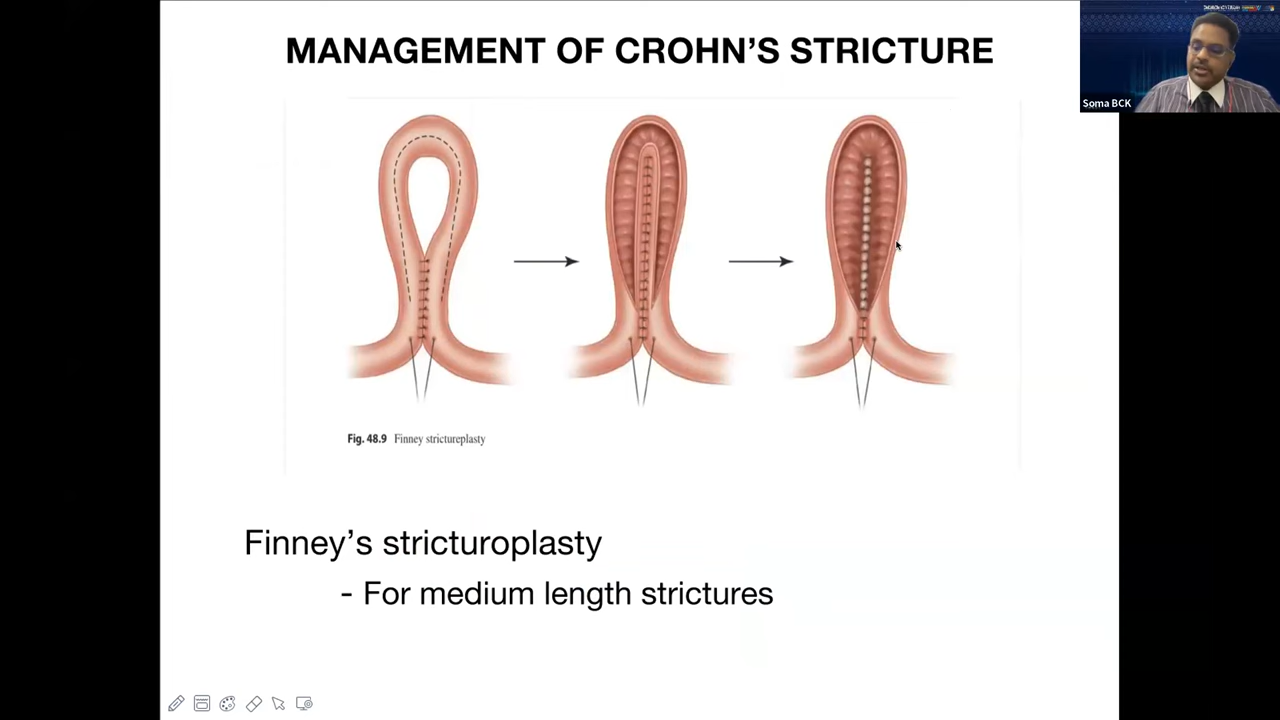 MANAGEMENT OF CROHN'S STRICTURE
Soma BCK
Fig. 48.9 Finney strictureplasty
Finney's stricturoplasty
- For medium length strictures